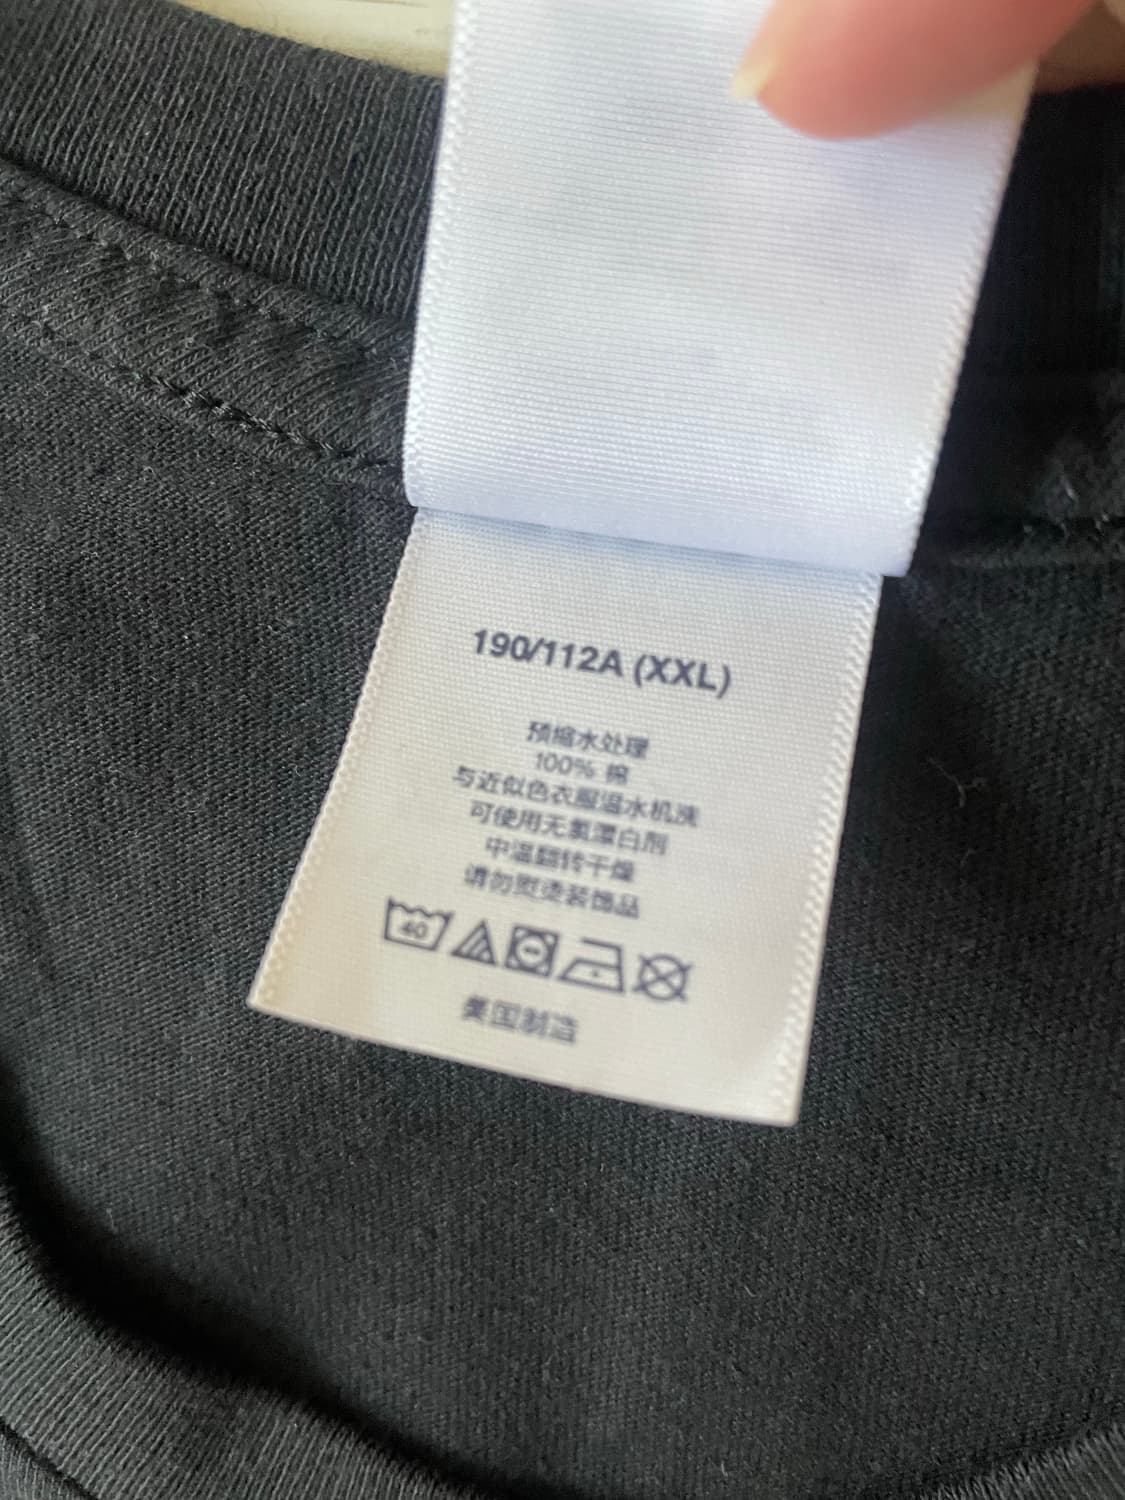 190/112A (XXL)
预缩水处理
100% 棉
与近似色衣服温水机洗
可使用无氯漂白剂
中温翻转干燥
请勿熨烫装饰品
40
美国制造